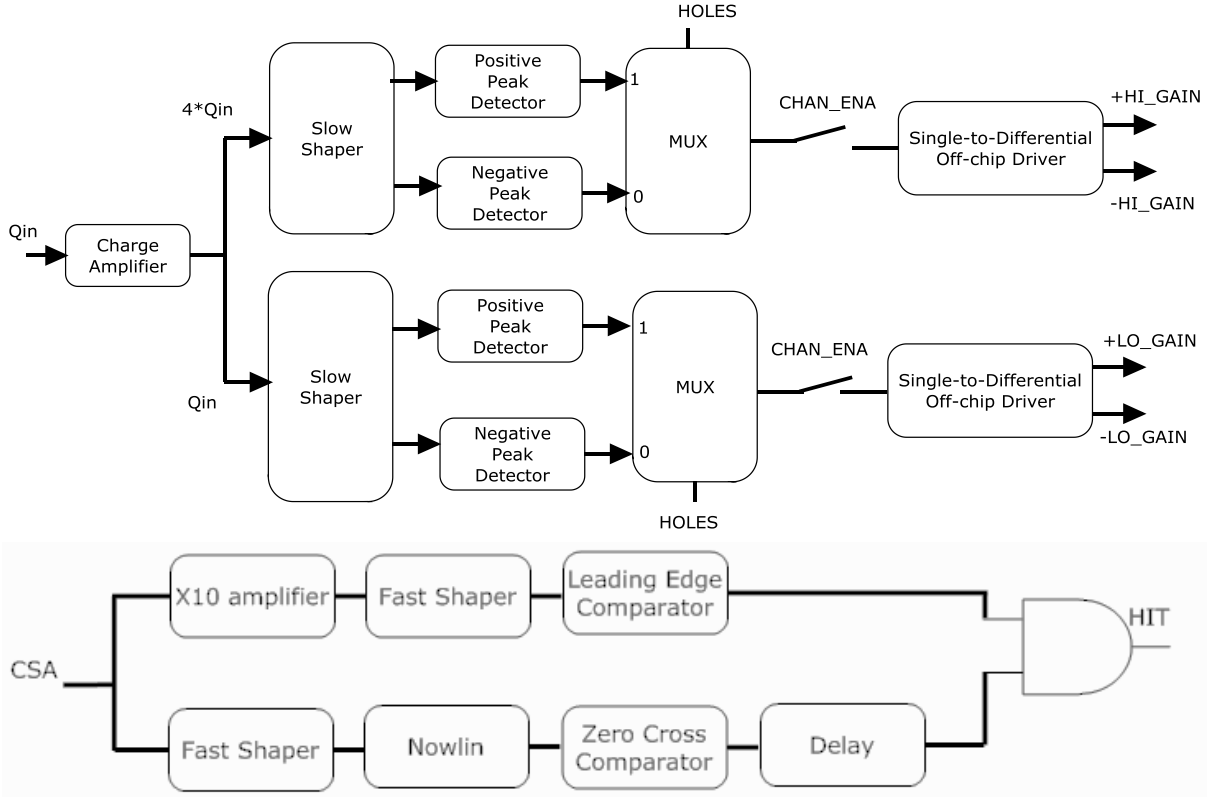 HOLES
Positive
Peak
Detector
1
4*Qin
Slow
Shaper
MUX
CHAN_ENA
Single-to-Differential
Off-chip Driver
+HI_GAIN
-HI_GAIN
Negative
Peak
Detector
0
Qin
Charge
Amplifier
Positive
Peak
Detector
1
Slow
Shaper
Qin
MUX
CHAN_ENA
Single-to-Differential
Off-chip Driver
+LO_GAIN
-LO_GAIN
Negative
Peak
Detector
0
HOLES
X10 amplifier
Fast Shaper
Leading Edge
Comparator
HIT
CSA
Fast Shaper
Nowlin
Zero Cross
Comparator
Delay